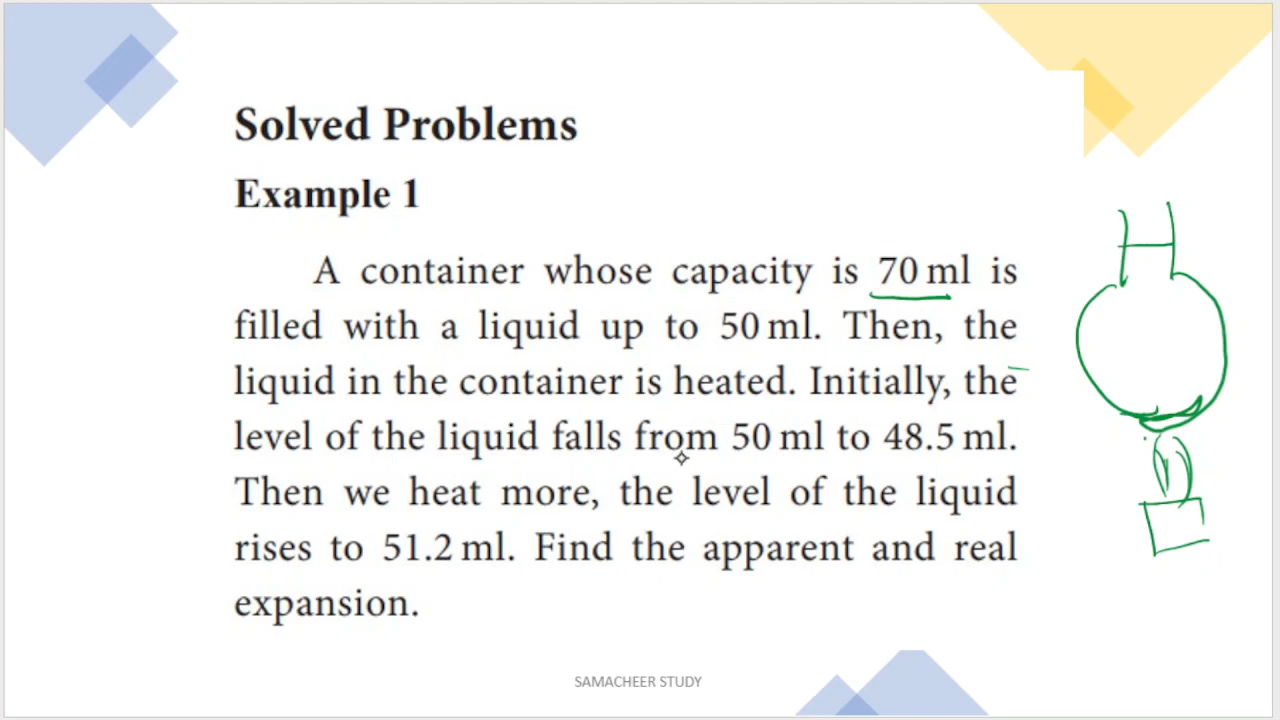 Solved Problems
Example 1
A container whose capacity is 70 ml is
filled with a liquid up to 50 ml. Then, the
liquid in the container is heated. Initially, the
level of the liquid falls from 50 ml to 48.5 ml.
Then we heat more, the level of the liquid
rises to 51.2 ml. Find the apparent and real
expansion.
SAMACHEER STUDY